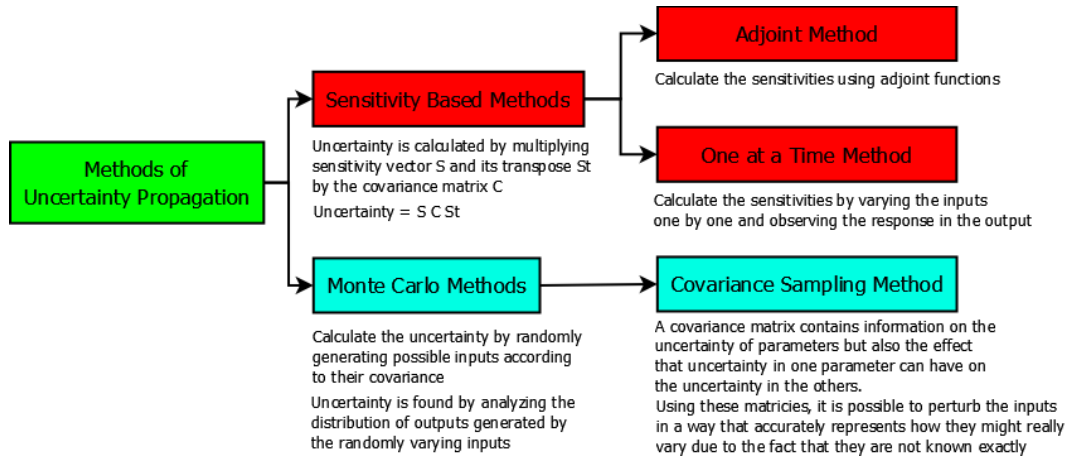 Methods of
Uncertainty Propagation
Sensitivity Based Methods
Uncertainty is calculated by multiplying
sensitivity vector S and its transpose St
by the covariance matrix C
Uncertainty = S C St
Adjoint Method
Calculate the sensitivities using adjoint functions
One at a Time Method
Calculate the sensitivities by varying the inputs
one by one and observing the response in the output
Monte Carlo Methods
Calculate the uncertainty by randomly
generating possible inputs according
to their covariance
Uncertainty is found by analyzing the
distribution of outputs generated by
the randomly varying inputs
Covariance Sampling Method
A covariance matrix contains information on the
uncertainty of parameters but also the effect
that uncertainty in one parameter can have on
the uncertainty in the others.
Using these matricies, it is possible to perturb the inputs
in a way that accurately represents how they might really
vary due to the fact that they are not known exactly